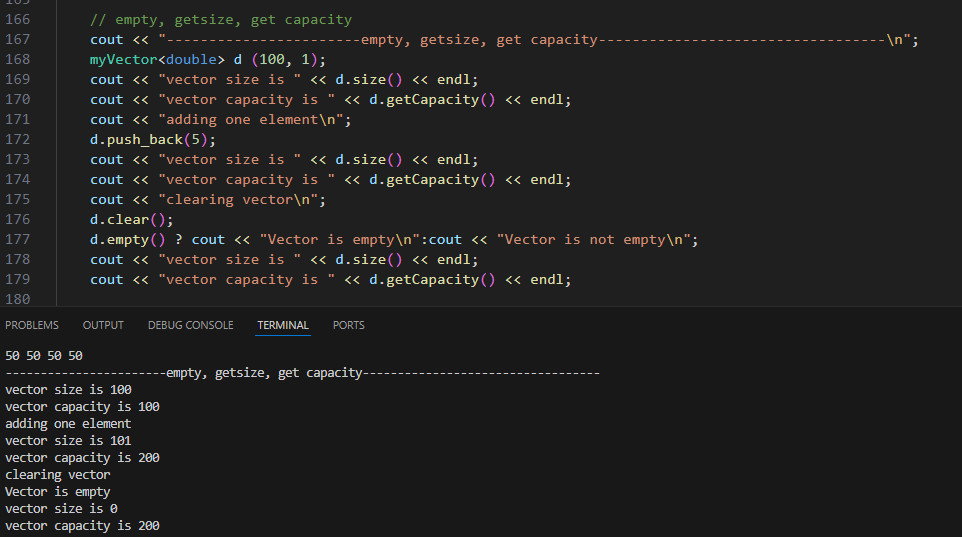 165
166 // empty, getsize, get capacity
167 cout << "-----------------------empty, getsize, get capacity----------------------------------\n";
168 myVector<double> d (100, 1);
169 cout << "vector size is " << d.size() << endl;
170 cout << "vector capacity is " << d.getCapacity() << endl;
171 cout << "adding one element\n";
172 d.push_back(5);
173 cout << "vector size is " << d.size() << endl;
174 cout << "vector capacity is " << d.getCapacity() << endl;
175 cout << "clearing vector\n";
176 d.clear();
177 d.empty() ? cout << "Vector is empty\n":cout << "Vector is not empty\n";
178 cout << "vector size is " << d.size() << endl;
179 cout << "vector capacity is " << d.getCapacity() << endl;
180
PROBLEMS OUTPUT DEBUG CONSOLE TERMINAL PORTS
50 50 50 50
-----------------------empty, getsize, get capacity----------------------------------
vector size is 100
vector capacity is 100
adding one element
vector size is 101
vector capacity is 200
clearing vector
Vector is empty
vector size is 0
vector capacity is 200